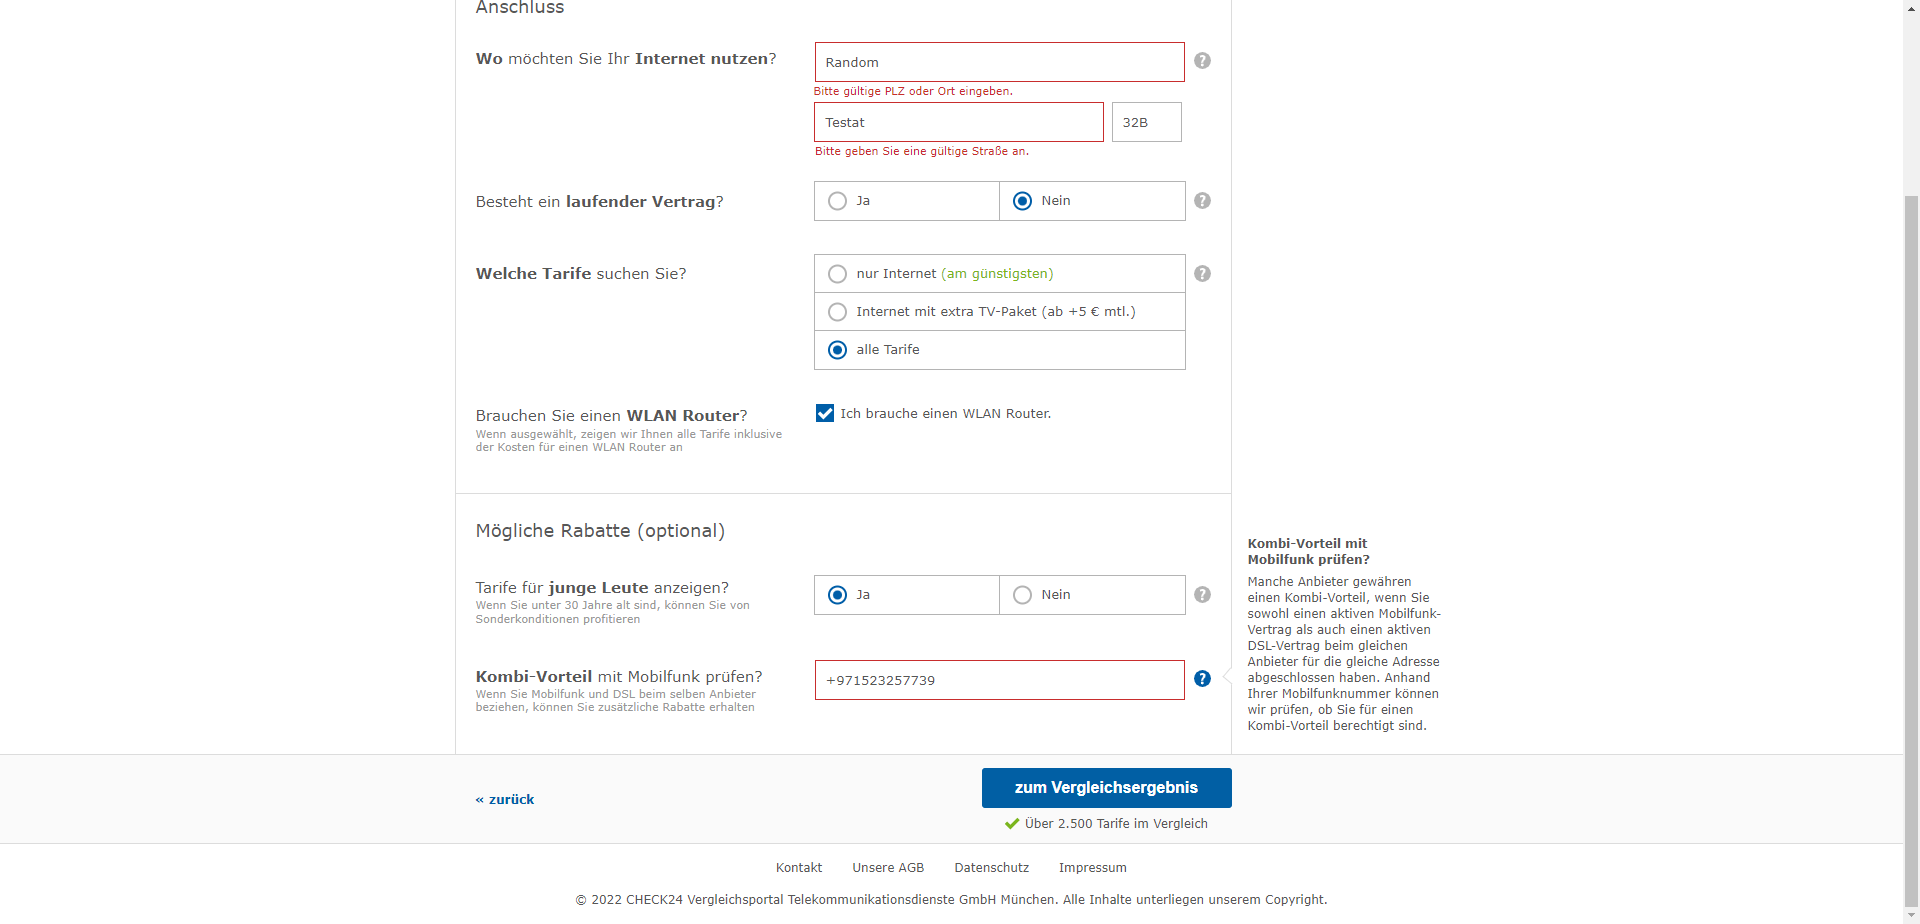 Anschluss
Wo möchten Sie Ihr Internet nutzen?
Random
?
Bitte gültige PLZ oder Ort eingeben.
Testat
32B
Bitte geben Sie eine gültige Straße an.
Besteht ein laufender Vertrag?
Ja
Nein
?
Welche Tarife suchen Sie?
nur Internet (am günstigsten)
?
Internet mit extra TV-Paket (ab +5 € mtl.)
alle Tarife
Brauchen Sie einen WLAN Router?
Wenn ausgewählt, zeigen wir Ihnen alle Tarife inklusive
der Kosten für einen WLAN Router an
Ich brauche einen WLAN Router.
Mögliche Rabatte (optional)
Tarife für junge Leute anzeigen?
Wenn Sie unter 30 Jahre alt sind, können Sie von
Sonderkonditionen profitieren
Ja
Nein
?
Kombi-Vorteil mit Mobilfunk prüfen?
Wenn Sie Mobilfunk und DSL beim selben Anbieter
beziehen, können Sie zusätzliche Rabatte erhalten
+971523257739
?
Kombi-Vorteil mit
Mobilfunk prüfen?
Manche Anbieter gewähren
einen Kombi-Vorteil, wenn Sie
sowohl einen aktiven Mobilfunk-
Vertrag als auch einen aktiven
DSL-Vertrag beim gleichen
Anbieter für die gleiche Adresse
abgeschlossen haben. Anhand
Ihrer Mobilfunknummer können
wir prüfen, ob Sie für einen
Kombi-Vorteil berechtigt sind.
« zurück
zum Vergleichsergebnis
Über 2.500 Tarife im Vergleich
Kontakt
Unsere AGB
Datenschutz
Impressum
© 2022 CHECK24 Vergleichsportal Telekommunikationsdienste GmbH München. Alle Inhalte unterliegen unserem Copyright.